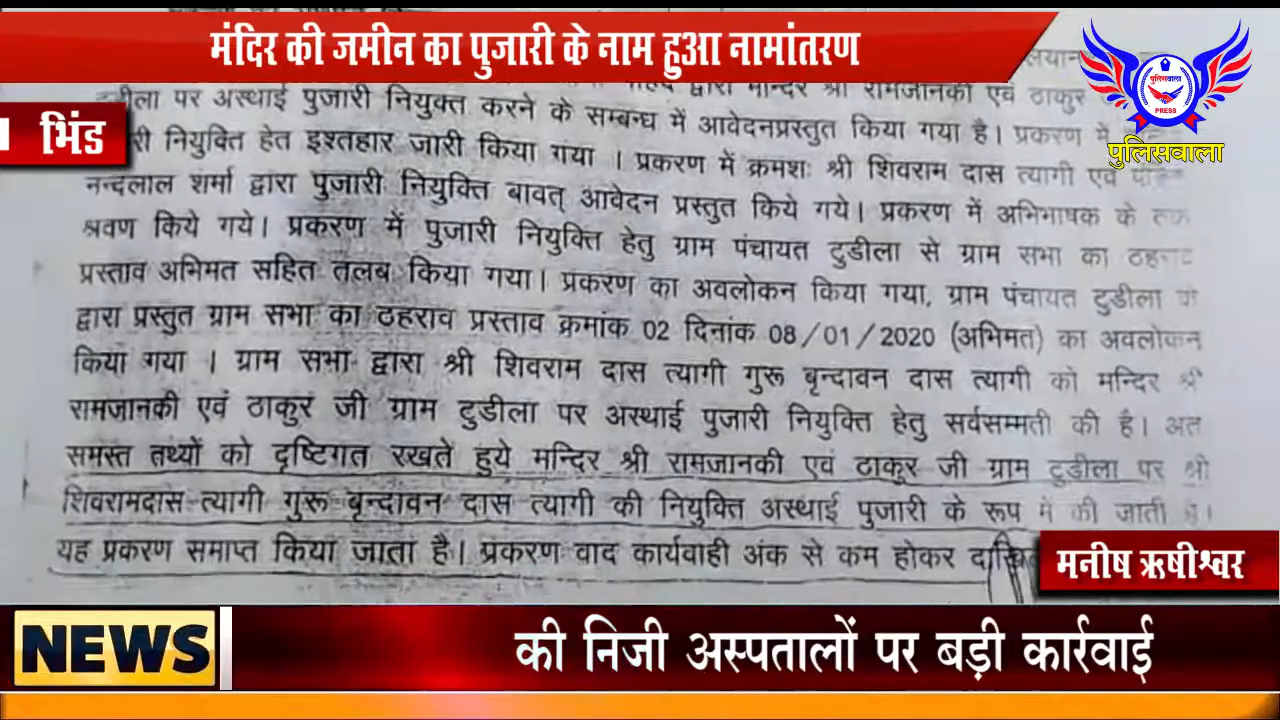 मंदिर की जमीन का पुजारी के नाम हुआ नामांतरण
पुलिसवाला
PRESS
पुलिसवाला
भिंड
द्वारा मन्दिर श्री रामजानकी एवं ठाकुर
पर अस्थाई पुजारी नियुक्त करने के सम्बन्ध में आवेदनप्रस्तुत किया गया है। प्रकरण में
नियुक्ति हेत इश्तहार जारी किया गया । प्रकरण में क्रमशः श्री शिवराम दास त्यागी एवं
नन्दलाल शर्मा द्वारा पुजारी नियुक्ति बावत् आवेदन प्रस्तुत किये गये। प्रकरण में अभिभाषक के
श्रवण किये गये। प्रकरण में पुजारी नियुक्ति हेतु ग्राम पंचायत टुडीला से ग्राम सभा का
प्रस्ताव अभिमत सहित तलब किया गया। प्रकरण का अवलोकन किया गया, ग्राम पंचायत टुडीला
द्वारा प्रस्तुत ग्राम सभा का ठहराव प्रस्ताव क्रमांक 02 दिनांक 08/01/2020 (अभिमत) का अवलोकन
किया गया । ग्राम सभा द्वारा श्री शिवराम दास त्यागी गुरू बृन्दावन दास त्यागी को मन्दिर श्री
रामजानकी एवं ठाकुर जी ग्राम टुडीला पर अस्थाई पुजारी नियुक्ति हेतु सर्वसम्मती की है। अत
समस्त तथ्यों को दृष्टिगत रखते हुये मन्दिर श्री रामजानकी एवं ठाकुर जी ग्राम टुडीला पर श्री
शिवरामदास त्यागी गुरू बृन्दावन दास त्यागी की नियुक्ति अस्थाई पुजारी के रूप में की जाती है।
यह प्रकरण समाप्त किया जाता है। प्रकरण वाद कार्यवाही अंक से कम होकर
मनीष ऋषीश्वर
NEWS
की निजी अस्पतालों पर बड़ी कार्रवाई